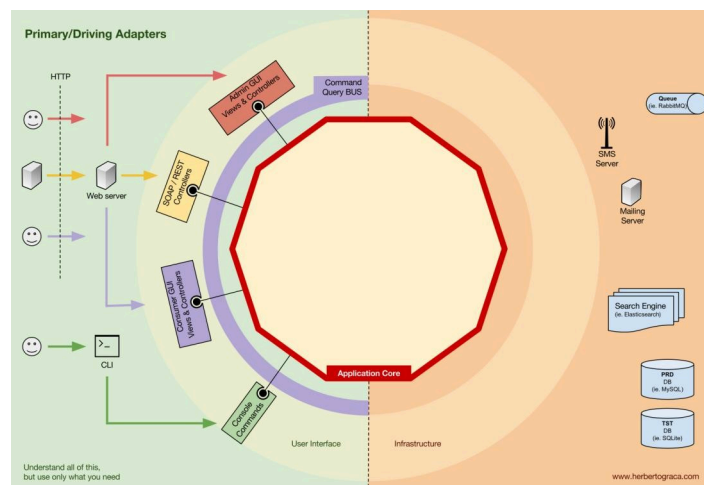 Primary/Driving Adapters
HTTP
Web server
CLI
Admin GUI
Views & Controllers
SOAP / REST
Controllers
Consumer GUI
Views & Controllers
Console
Commands
Command
Query BUS
Application Core
User Interface
Infrastructure
Queue
(ie. RabbitMQ)
SMS
Server
Mailing
Server
Search Engine
(ie. Elasticsearch)
PRD
DB
(ie. MySQL)
TST
DB
(ie. SQLite)
Understand all of this,
but use only what you need
www.herbertograca.com